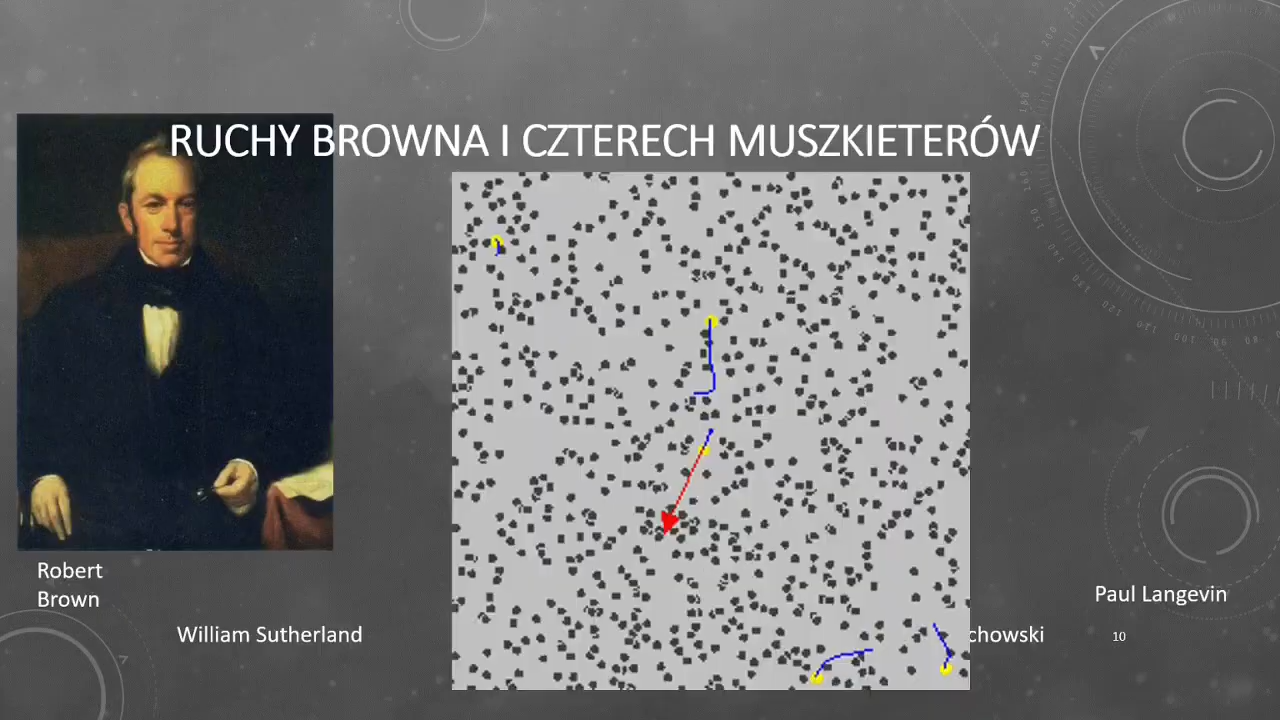 RUCHY BROWNA I CZTERECH MUSZKIETERÓW
Robert
Brown
Paul Langevin
William Sutherland
chowski
10